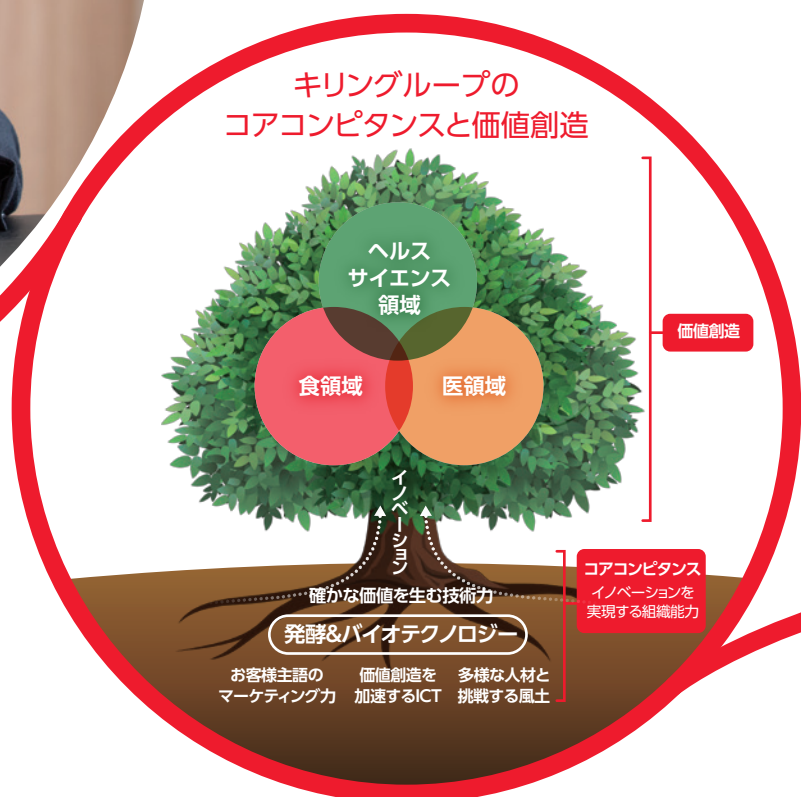 キリングループの
コアコンピタンスと価値創造
ヘルス
サイエンス
領域
食領域
医領域
価値創造
イノベーション
コアコンピタンス
イノベーションを
実現する組織能力
確かな価値を生む技術力
発酵&バイオテクノロジー
お客様主語の
マーケティング力
価値創造を
加速するICT
多様な人材と
挑戦する風土